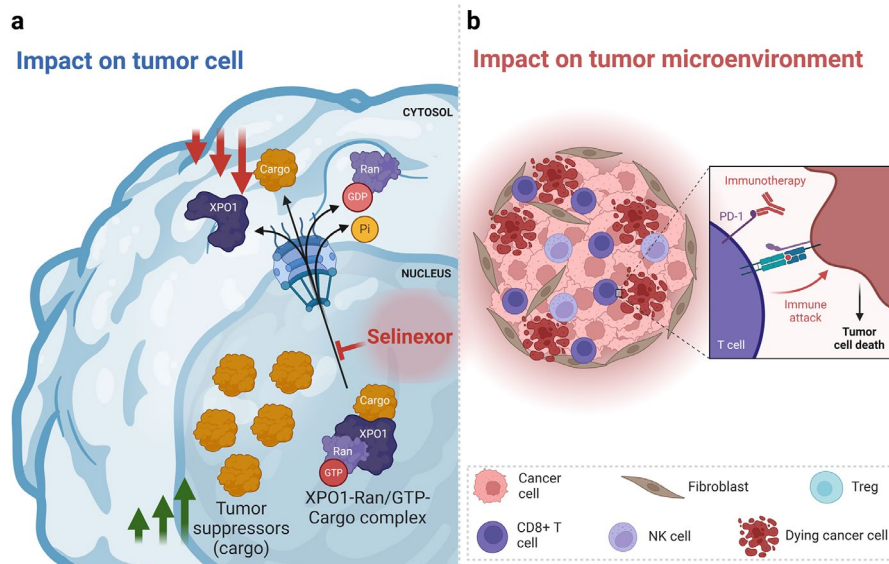 a
Impact on tumor cell
CYTOSOL
Cargo
Ran
GDP
XPO1
Pi
NUCLEUS
Selinexor
Cargo
XPO1
Ran
GTP
Tumor
suppressors
(cargo)
XPO1-Ran/GTP-
Cargo complex
b
Impact on tumor microenvironment
Immunotherapy
PD-1
Immune
attack
T cell
Tumor
cell death
Cancer
cell
Fibroblast
Treg
CD8+ T
cell
NK cell
Dying cancer cell